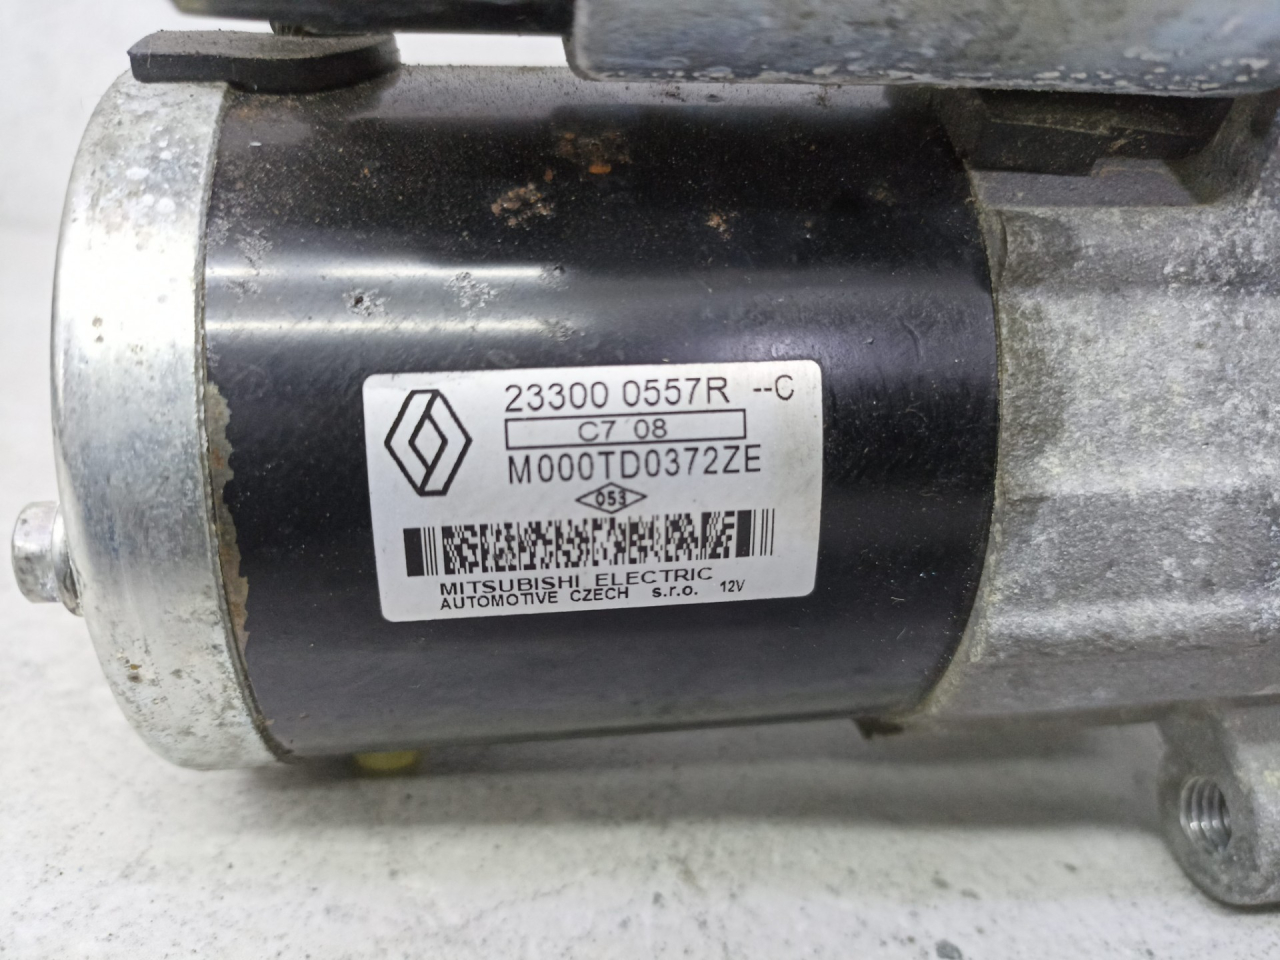 23300 0557R --C
C7 08
M000TD0372ZE
053
MITSUBISHI ELECTRIC
AUTOMOTIVE CZECH s.r.o. 12V